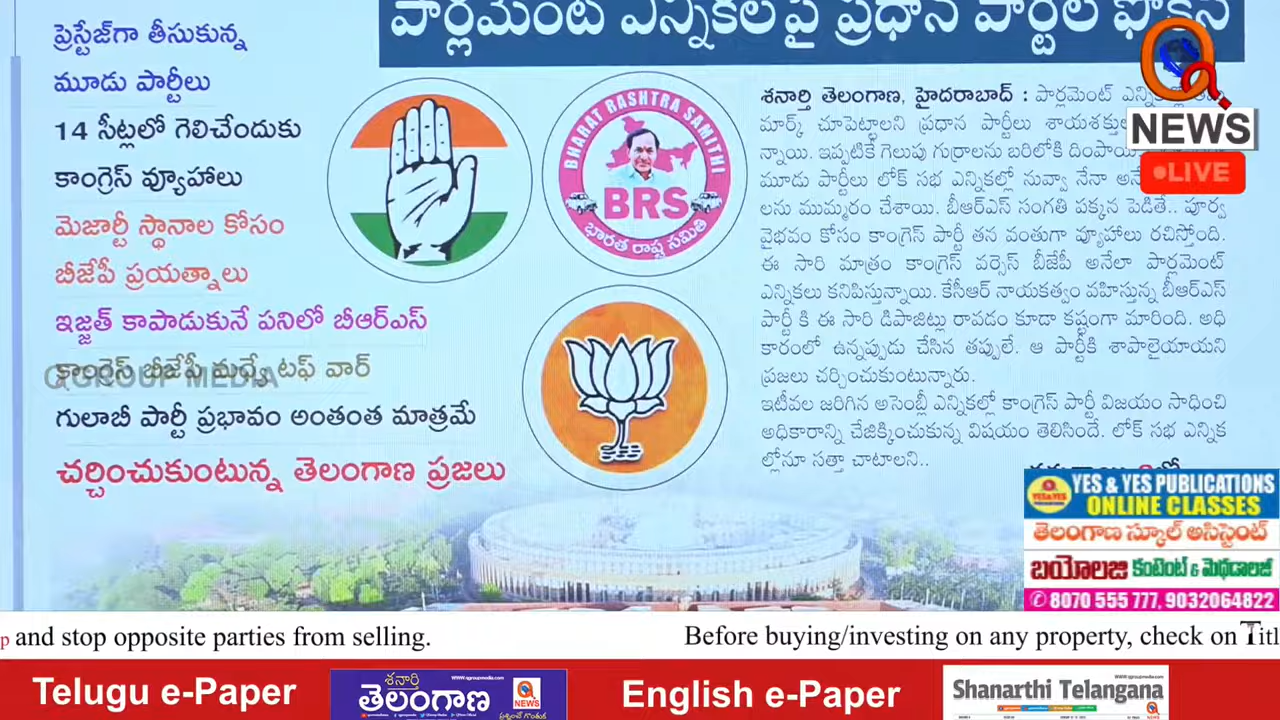 పార్లమెంట్ ఎన్నికలపై ప్రధాన పార్టీల ఫోకస్
ప్రెస్టేజ్‌గా తీసుకున్న
మూడు పార్టీలు
14 సీట్లలో గెలిచేందుకు
కాంగ్రెస్ వ్యూహాలు
మెజార్టీ స్థానాల కోసం
బీజేపీ ప్రయత్నాలు
ఇజ్జత్ కాపాడుకునే పనిలో బీఆర్ఎస్
కాంగ్రెస్ బీజేపీ మధ్యే టఫ్ వార్
QGROUP MEDIA
గులాబీ పార్టీ ప్రభావం అంతంత మాత్రమే
చర్చించుకుంటున్న తెలంగాణ ప్రజలు
BHARAT RASHTRA SAMITHI
BRS
భారత రాష్ట్ర సమితి
శనార్తి తెలంగాణ, హైదరాబాద్ : పార్లమెంట్
మార్క్ చూపెట్టాలని ప్రధాన పార్టీలు
న్నాయి. ఇప్పటికే గెలుపు గుర్రాలను బరిలోకి
మూడు పార్టీలు లోక్ సభ ఎన్నికల్లో నువ్వా నేనా
లను ముమ్మరం చేశాయి. బీఆర్ఎస్ సంగతి పక్కన పెడితే.. పూర్వ
వైభవం కోసం కాంగ్రెస్ పార్టీ తన వంతుగా వ్యూహాలు రచిస్తోంది.
ఈ సారి మాత్రం కాంగ్రెస్ వర్సెస్ బీజేపీ అనేలా పార్లమెంట్
ఎన్నికలు కనిపిస్తున్నాయి. కేసీఆర్ నాయకత్వం వహిస్తున్న బీఆర్ఎస్
పార్టీ కి ఈ సారి డిపాజిట్లు రావడం కూడా కష్టంగా మారింది. అధి
కారంలో ఉన్నప్పుడు చేసిన తప్పులే. ఆ పార్టీకి శాపాలైయాయని
ప్రజలు చర్చించుకుంటున్నారు.
ఇటీవల జరిగిన అసెంబ్లీ ఎన్నికల్లో కాంగ్రెస్ పార్టీ విజయం సాధించి
అధికారాన్ని చేజిక్కించుకున్న విషయం తెలిసిందే. లోక్ సభ ఎన్నిక
ల్లోనూ సత్తా చాటాలని..
Q
NEWS
LIVE
YES & YES PUBLICATIONS
ONLINE CLASSES
తెలంగాణ స్కూల్ అసిస్టెంట్
బయోలజి కంటెంట్ & మెథడాలజీ
8070 555 777, 9032064822
p and stop opposite parties from selling.
Before buying/investing on any property, check on Titl
Telugu e-Paper
శనార్తి
తెలంగాణ
NEWS
English e-Paper
Shanarthi Telangana